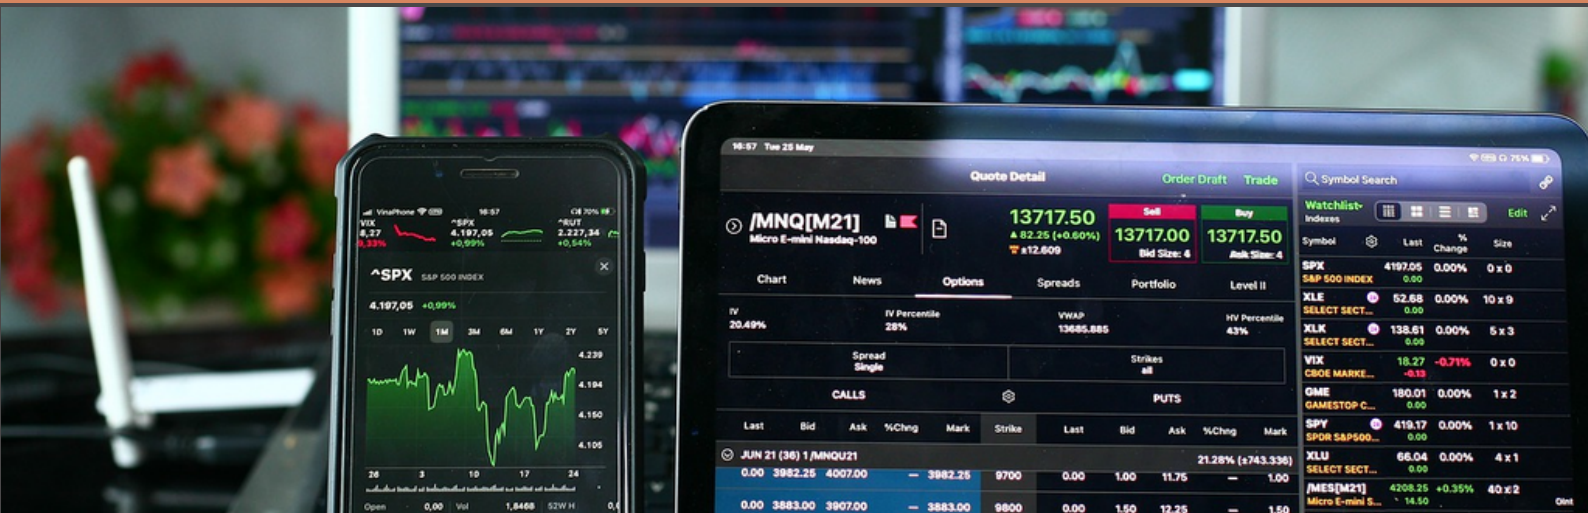 VinaPhone 16:57 70%
VIX ^SPX ^RUT
8,27 4.197,05 2.227,34
9,33% +0,99% +0,54%
^SPX S&P 500 INDEX
4.197,05 +0,99%
1D 1W 1M 3M 6M 1Y 2Y 5Y
4.239
4.194
4.150
4.105
26 3 10 17 24
Open 0,00 Vol 1,8468 52W H
16:57 Tue 25 May 75%
Quote Detail Order Draft Trade
/MNQ[M21]
Micro E-mini Nasdaq-100
13717.50
82.25 (+0.60%)
±12.609
Sell
13717.00
Bid Size: 4
Buy
13717.50
Ask Size: 4
Chart News Options Spreads Portfolio Level II
IV IV Percentile VWAP HV Percentile
20.49% 28% 13685.885 43%
Spread Strikes
Single all
CALLS PUTS
Last Bid Ask %Chng Mark Strike Last Bid Ask %Chng Mark
JUN 21 (36) 1 /MNQU21 21.28% (±743.336)
0.00 3982.25 4007.00 — 3982.25 9700 0.00 1.00 11.75 — 1.00
0.00 3883.00 3907.00 — 3883.00 9800 0.00 1.50 12.25 — 1.50
Symbol Search
Watchlist
Indexes
Edit
Symbol Last % Change Size
SPX 4197.05 0.00% 0 x 0
S&P 500 INDEX 0.00
XLE 52.68 0.00% 10 x 9
SELECT SECT... 0.00
XLK 138.61 0.00% 5 x 3
SELECT SECT... 0.00
VIX 18.27 -0.71% 0 x 0
CBOE MARKE... -0.13
GME 180.01 0.00% 1 x 2
GAMESTOP C... 0.00
SPY 419.17 0.00% 1 x 10
SPDR S&P500... 0.00
XLU 66.04 0.00% 4 x 1
SELECT SECT... 0.00
/MES[M21] 4208.25 +0.35% 40 x 2
Micro E-mini S... 14.50